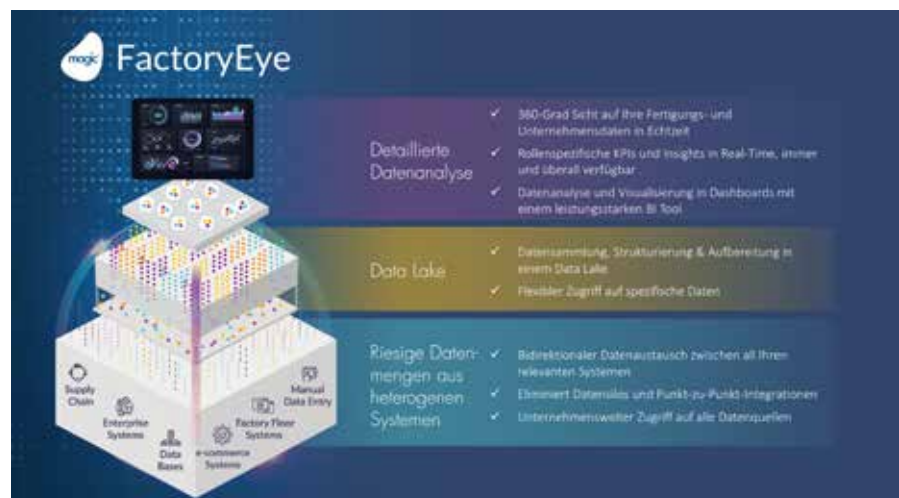 magic
FactoryEye
Detaillierte
Datenanalyse
✓ 360-Grad Sicht auf Ihre Fertigungs- und
Unternehmensdaten in Echtzeit
✓ Rollenspezifische KPIs und Insights in Real-Time, immer
und überall verfügbar
✓ Datenanalyse und Visualisierung in Dashboards mit
einem leistungsstarken BI Tool
Data Lake
✓ Datensammlung, Strukturierung & Aufbereitung in
einem Data Lake
✓ Flexibler Zugriff auf spezifische Daten
Riesige Daten-
mengen aus
heterogenen
Systemen
✓ Bidirektionaler Datenaustausch zwischen all Ihren
relevanten Systemen
✓ Eliminiert Datensilos und Punkt-zu-Punkt-Integrationen
✓ Unternehmensweiter Zugriff auf alle Datenquellen
Supply
Chain
Enterprise
Systems
Data
Bases
e-commerce
Systems
Factory Floor
Systems
Manual
Data Entry